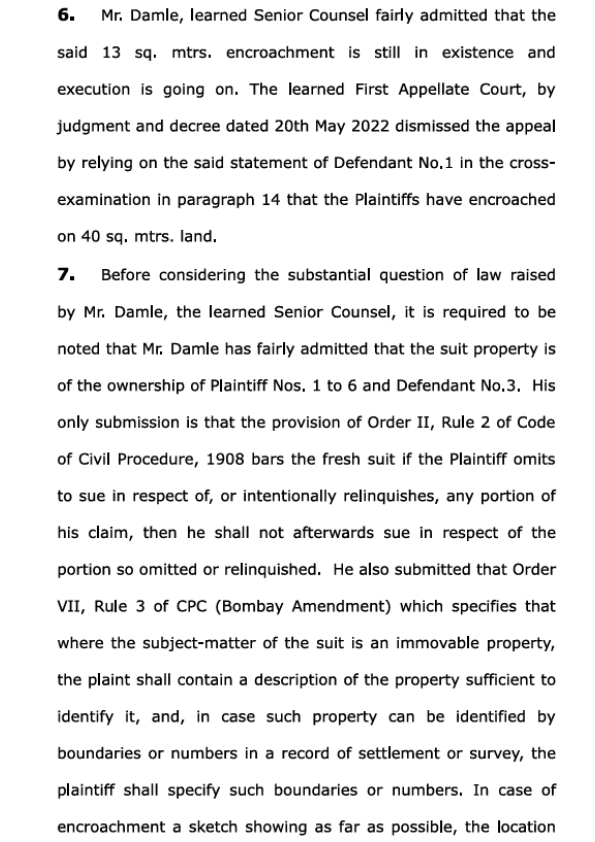 6. Mr. Damle, learned Senior Counsel fairly admitted that the
said 13 sq. mtrs. encroachment is still in existence and
execution is going on. The learned First Appellate Court, by
judgment and decree dated 20th May 2022 dismissed the appeal
by relying on the said statement of Defendant No.1 in the cross-
examination in paragraph 14 that the Plaintiffs have encroached
on 40 sq. mtrs. land.
7. Before considering the substantial question of law raised
by Mr. Damle, the learned Senior Counsel, it is required to be
noted that Mr. Damle has fairly admitted that the suit property is
of the ownership of Plaintiff Nos. 1 to 6 and Defendant No.3. His
only submission is that the provision of Order II, Rule 2 of Code
of Civil Procedure, 1908 bars the fresh suit if the Plaintiff omits
to sue in respect of, or intentionally relinquishes, any portion of
his claim, then he shall not afterwards sue in respect of the
portion so omitted or relinquished. He also submitted that Order
VII, Rule 3 of CPC (Bombay Amendment) which specifies that
where the subject-matter of the suit is an immovable property,
the plaint shall contain a description of the property sufficient to
identify it, and, in case such property can be identified by
boundaries or numbers in a record of settlement or survey, the
plaintiff shall specify such boundaries or numbers. In case of
encroachment a sketch showing as far as possible, the location